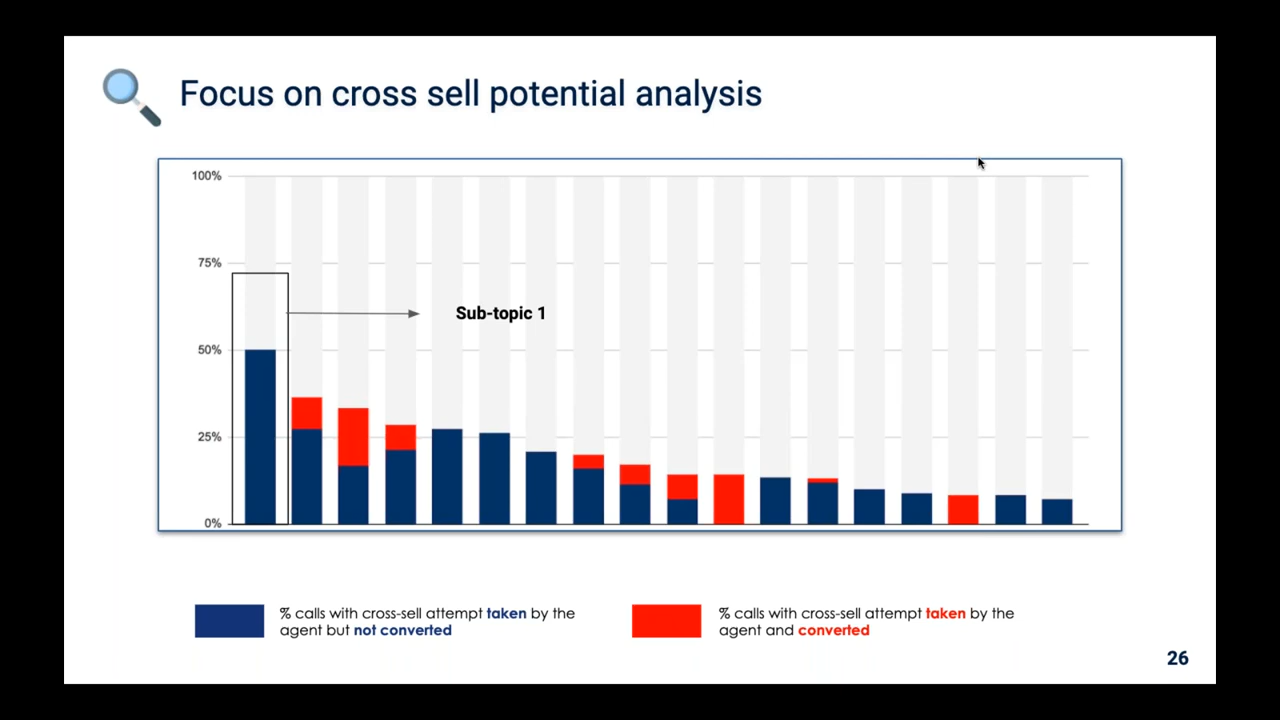 Focus on cross sell potential analysis
100%
75%
Sub-topic 1
50%
25%
0%
% calls with cross-sell attempt taken by the
agent but not converted
% calls with cross-sell attempt taken by the
agent and converted
26